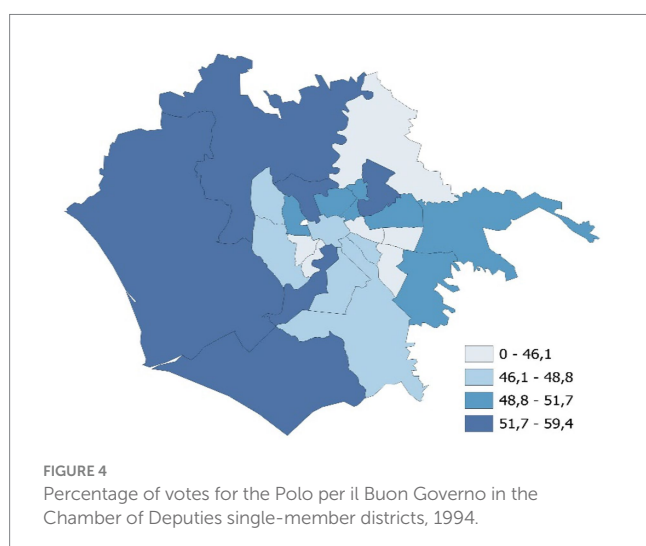 0 - 46,1
46,1 - 48,8
48,8 - 51,7
51,7 - 59,4
FIGURE 4
Percentage of votes for the Polo per il Buon Governo in the
Chamber of Deputies single-member districts, 1994.